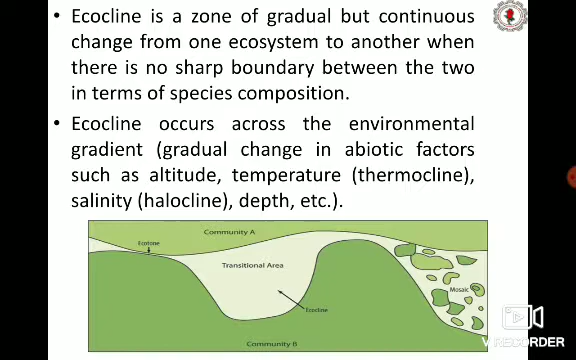 • Ecocline is a zone of gradual but continuous
change from one ecosystem to another when
there is no sharp boundary between the two
in terms of species composition.
• Ecocline occurs across the environmental
gradient (gradual change in abiotic factors
such as altitude, temperature (thermocline),
salinity (halocline), depth, etc.).
Community A
Ecotone
Transitional Area
Mosaic
Ecocline
Community B
V RECORDER